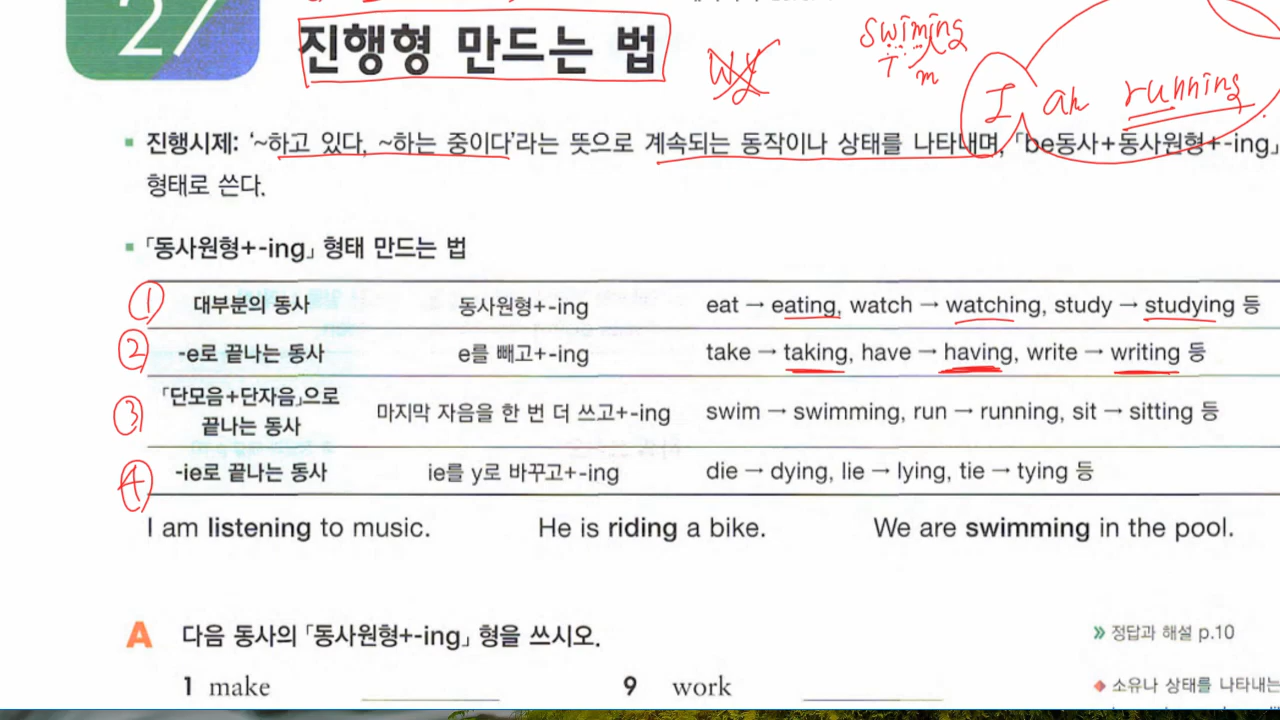 27
진행형 만드는 법
swiming
m
I am running
진행시제: '~하고 있다, ~하는 중이다'라는 뜻으로 계속되는 동작이나 상태를 나타내며, 「be동사+동사원형+-ing」
형태로 쓴다.
「동사원형+-ing」 형태 만드는 법
① 대부분의 동사 동사원형+-ing eat → eating, watch → watching, study → studying 등
② -e로 끝나는 동사 e를 빼고+-ing take → taking, have → having, write → writing 등
③ 「단모음+단자음」으로 끝나는 동사 마지막 자음을 한 번 더 쓰고+-ing swim → swimming, run → running, sit → sitting 등
④ -ie로 끝나는 동사 ie를 y로 바꾸고+-ing die → dying, lie → lying, tie → tying 등
I am listening to music. He is riding a bike. We are swimming in the pool.
A 다음 동사의 「동사원형+-ing」 형을 쓰시오.
» 정답과 해설 p.10
1 make 9 work
소유나 상태를 나타내는